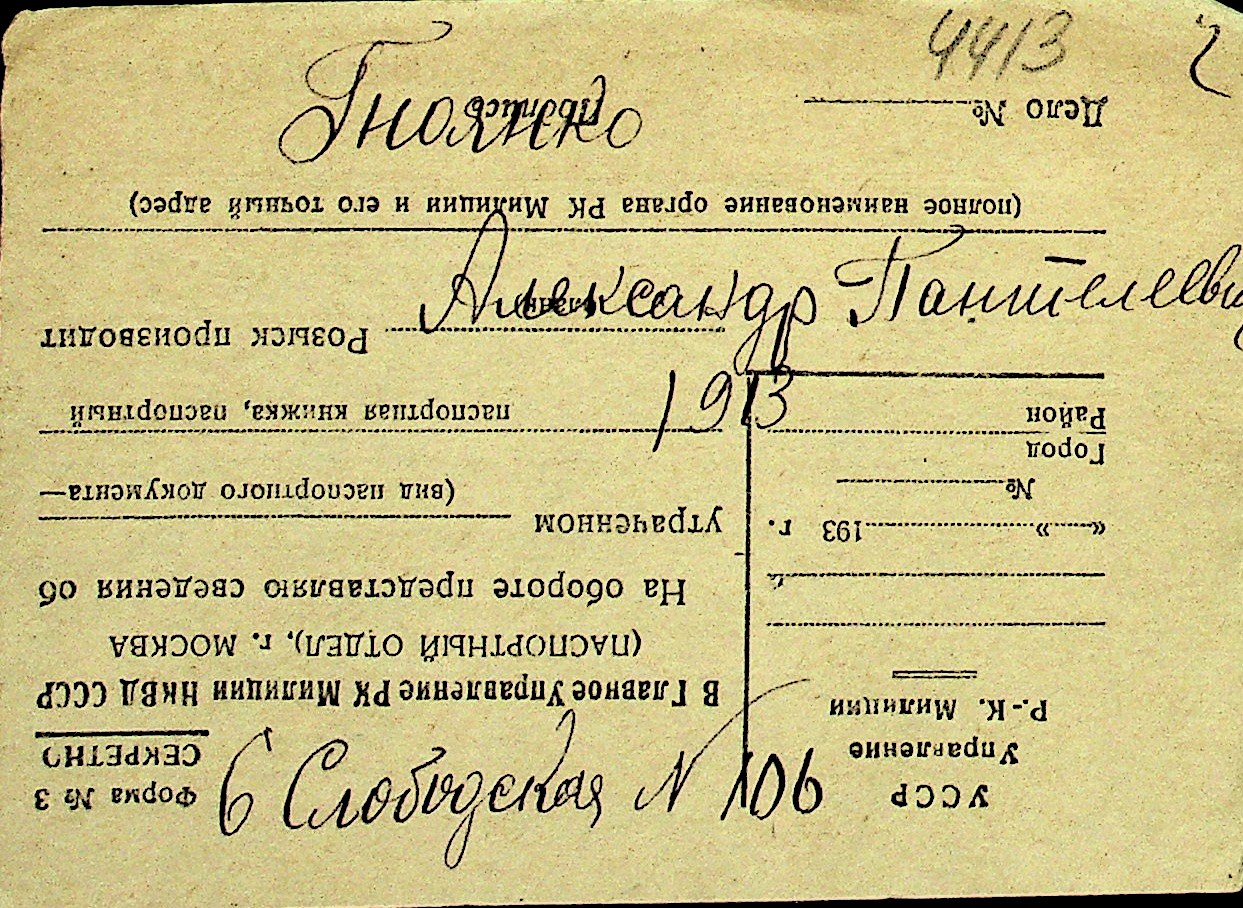 4413
Гноянко
Александр Пантелееви
1913
6 Слободская N 106
УССР
Управление
Р.-К. Милиции
« » 193 г.
№
Город
Район
Форма № 3
СЕКРЕТНО
В Главное Управление РК Милиции НКВД СССР
(ПАСПОРТНЫЙ ОТДЕЛ), г. МОСКВА
На обороте представляю сведения об
утраченном
(вид паспортного документа—
паспортная книжка, паспортный
бланк)
Розыск производит
(полное наименование органа РК Милиции и его точный адрес)
Дело № Подпись